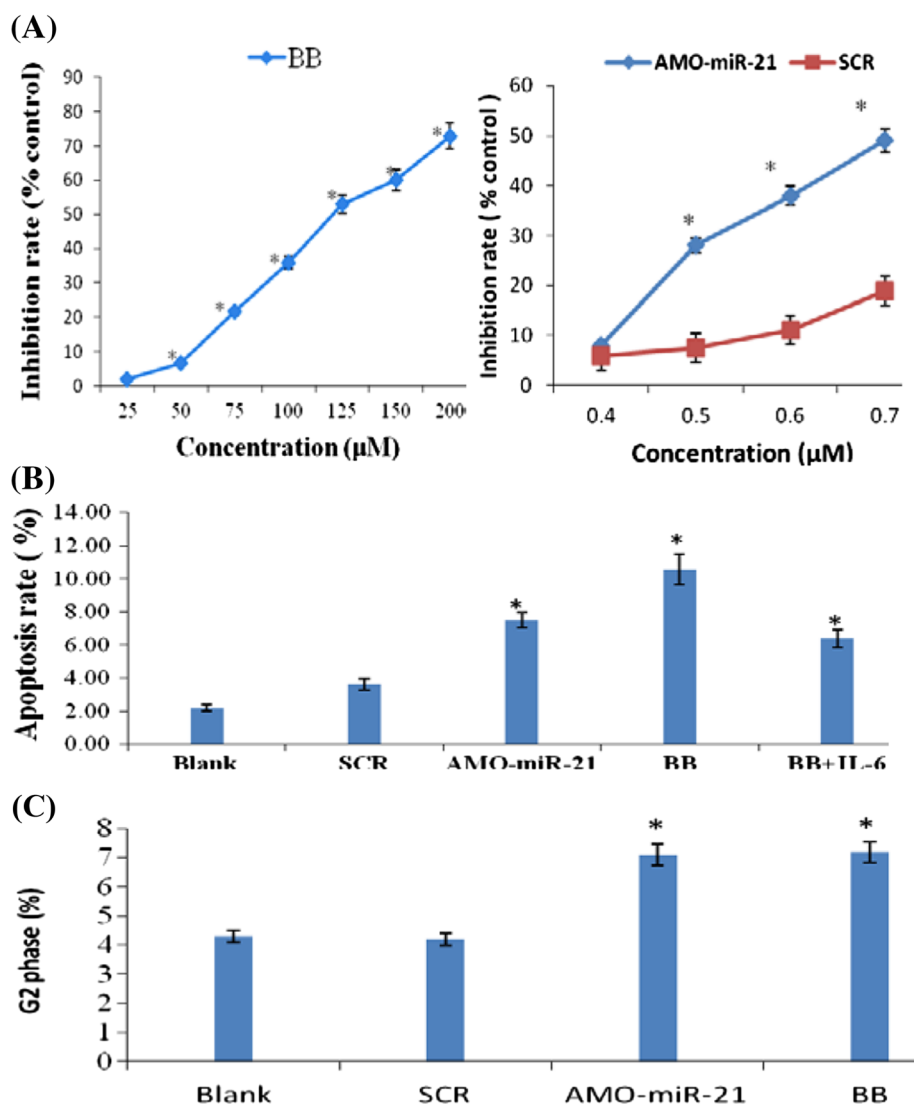 (A)
BB
Inhibition rate (% control)
90
80
70
60
50
40
30
20
10
0
* * * * * *
25 50 75 100 125 150 200
Concentration (µM)
AMO-miR-21 SCR
Inhibition rate ( % control )
60
50
40
30
20
10
0
* * *
0.4 0.5 0.6 0.7
Concentration (µM)
(B)
Apoptosis rate ( %)
14.00
12.00
10.00
8.00
6.00
4.00
2.00
0.00
* * *
Blank SCR AMO-miR-21 BB BB+IL-6
(C)
G2 phase (%)
8
7
6
5
4
3
2
1
0
* *
Blank SCR AMO-miR-21 BB